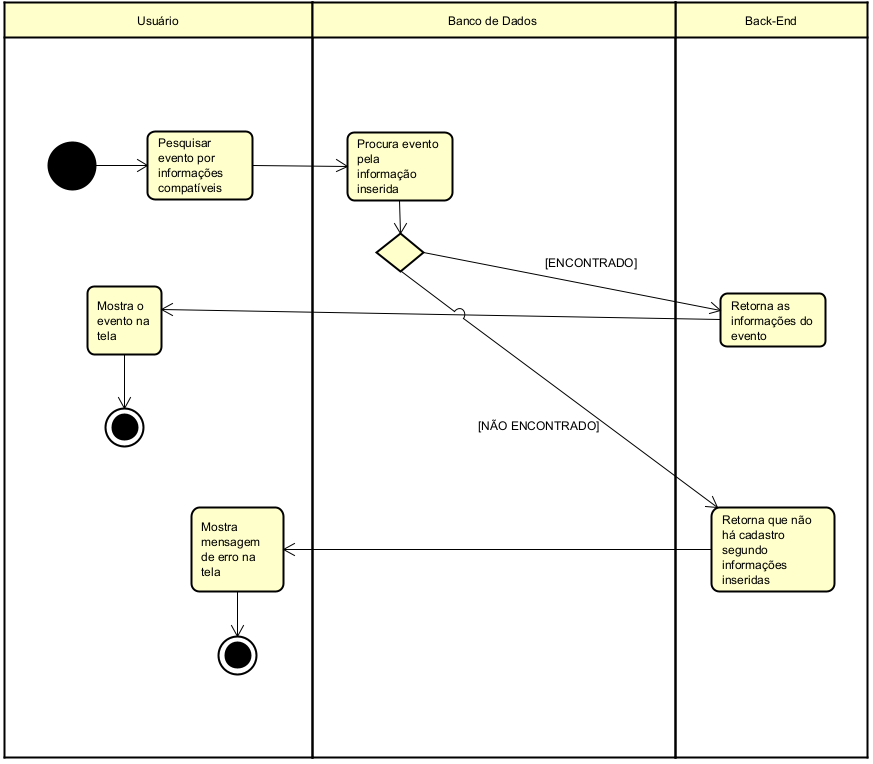 Usuário
Banco de Dados
Back-End
Pesquisar
evento por
informações
compatíveis
Procura evento
pela
informação
inserida
[ENCONTRADO]
Mostra o
evento na
tela
Retorna as
informações do
evento
[NÃO ENCONTRADO]
Mostra
mensagem
de erro na
tela
Retorna que não
há cadastro
segundo
informações
inseridas